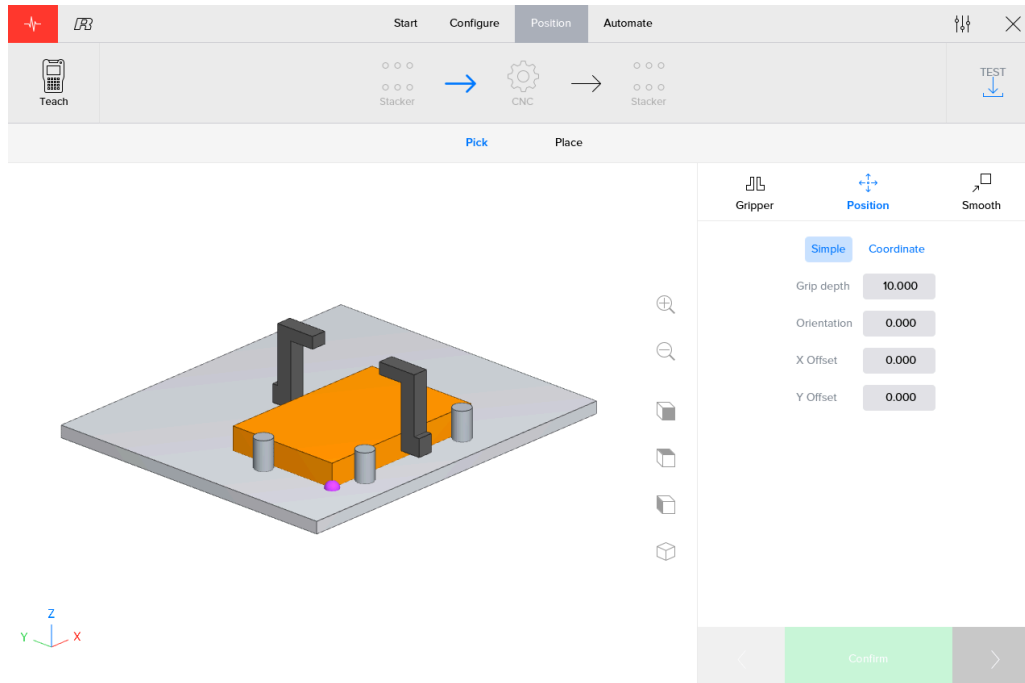 Start Configure Position Automate
Teach
Stacker CNC Stacker
TEST
Pick Place
Gripper Position Smooth
Simple Coordinate
Grip depth 10.000
Orientation 0.000
X Offset 0.000
Y Offset 0.000
Z
Y X
Confirm